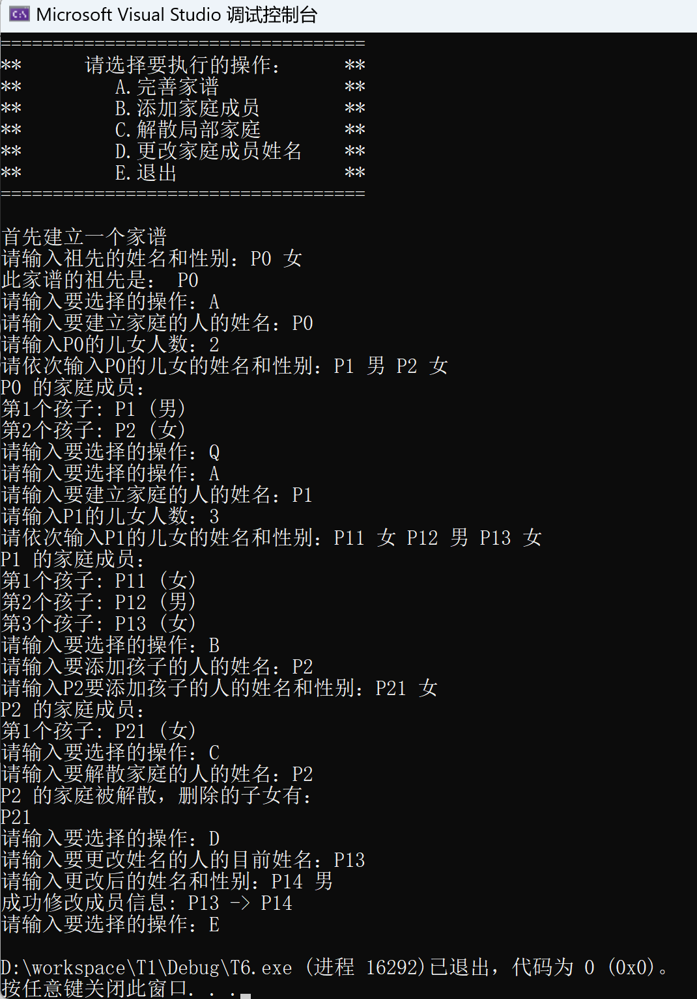 Microsoft Visual Studio 调试控制台
===================================
**      请选择要执行的操作：      **
**         A.完善家谱            **
**         B.添加家庭成员        **
**         C.解散局部家庭        **
**         D.更改家庭成员姓名    **
**         E.退出                **
===================================
首先建立一个家谱
请输入祖先的姓名和性别：P0 女
此家谱的祖先是： P0
请输入要选择的操作：A
请输入要建立家庭的人的姓名：P0
请输入P0的儿女人数：2
请依次输入P0的儿女的姓名和性别：P1 男 P2 女
P0 的家庭成员：
第1个孩子: P1 (男)
第2个孩子: P2 (女)
请输入要选择的操作：Q
请输入要选择的操作：A
请输入要建立家庭的人的姓名：P1
请输入P1的儿女人数：3
请依次输入P1的儿女的姓名和性别：P11 女 P12 男 P13 女
P1 的家庭成员：
第1个孩子: P11 (女)
第2个孩子: P12 (男)
第3个孩子: P13 (女)
请输入要选择的操作：B
请输入要添加孩子的人的姓名：P2
请输入P2要添加孩子的人的姓名和性别：P21 女
P2 的家庭成员：
第1个孩子: P21 (女)
请输入要选择的操作：C
请输入要解散家庭的人的姓名：P2
P2 的家庭被解散，删除的子女有：
P21
请输入要选择的操作：D
请输入要更改姓名的人的目前姓名：P13
请输入更改后的姓名和性别：P14 男
成功修改成员信息: P13 -> P14
请输入要选择的操作：E
D:\workspace\T1\Debug\T6.exe (进程 16292)已退出，代码为 0 (0x0)。
按任意键关闭此窗口. . .